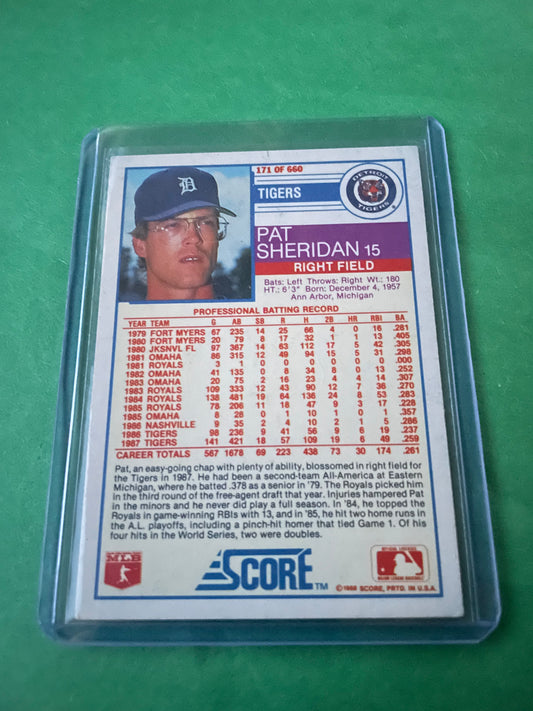 171 OF 660
TIGERS
DETROIT
TIGERS
D
PAT
SHERIDAN 15
RIGHT FIELD
Bats: Left Throws: Right Wt.: 180
HT.: 6'3" Born: December 4, 1957
Ann Arbor, Michigan
PROFESSIONAL BATTING RECORD
YEAR TEAM G AB SB R H 2B HR RBI BA
1979 FORT MYERS 67 235 14 25 66 4 0 16 .281
1980 FORT MYERS 20 79 8 17 32 1 1 13 .405
1980 JKSNVL FL 97 367 14 63 112 17 5 42 .305
1981 OMAHA 86 315 12 49 94 15 5 31 .298
1981 ROYALS 3 1 0 0 0 0 0 0 .000
1982 OMAHA 41 135 0 8 34 8 0 13 .252
1983 OMAHA 20 75 2 16 23 4 4 14 .307
1983 ROYALS 109 333 12 43 90 12 7 36 .270
1984 ROYALS 138 481 19 64 136 24 8 53 .283
1985 ROYALS 78 206 11 18 47 9 3 17 .228
1985 OMAHA 8 28 0 1 10 1 0 1 .357
1986 NASHVILLE 9 35 2 4 10 2 1 5 .286
1986 TIGERS 98 236 9 41 56 9 6 19 .237
1987 TIGERS 141 421 18 57 109 19 6 49 .259
CAREER TOTALS 567 1678 69 223 438 73 30 174 .261
Pat, an easy-going chap with plenty of ability, blossomed in right field for
the Tigers in 1987. He had been a second-team All-America at Eastern
Michigan, where he batted .378 as a senior in '79. The Royals picked him
in the third round of the free-agent draft that year. Injuries hampered Pat
in the minors and he never did play a full season. In '84, he topped the
Royals in game-winning RBIs with 13, and in '85, he hit two home runs in
the A.L. playoffs, including a pinch-hit homer that tied Game 1. Of his
four hits in the World Series, two were doubles.
SCORE™
OFFICIAL LICENSEE
MAJOR LEAGUE BASEBALL
©1988 SCORE, PRTD. IN U.S.A.